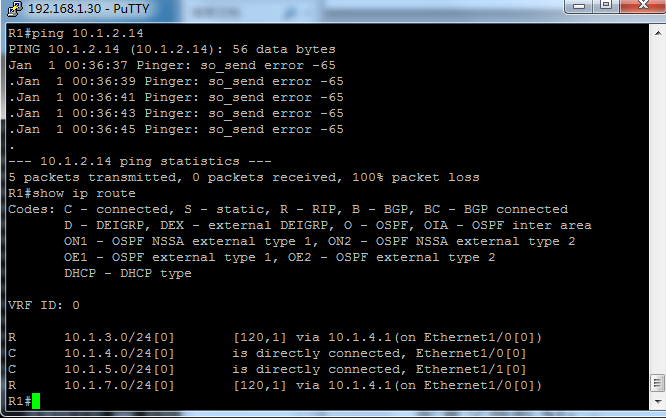 192.168.1.30 - PuTTY
R1#ping 10.1.2.14
PING 10.1.2.14 (10.1.2.14): 56 data bytes
Jan  1 00:36:37 Pinger: so_send error -65
.Jan  1 00:36:39 Pinger: so_send error -65
.Jan  1 00:36:41 Pinger: so_send error -65
.Jan  1 00:36:43 Pinger: so_send error -65
.Jan  1 00:36:45 Pinger: so_send error -65
.
--- 10.1.2.14 ping statistics ---
5 packets transmitted, 0 packets received, 100% packet loss
R1#show ip route
Codes: C - connected, S - static, R - RIP, B - BGP, BC - BGP connected
       D - DEIGRP, DEX - external DEIGRP, O - OSPF, OIA - OSPF inter area
       ON1 - OSPF NSSA external type 1, ON2 - OSPF NSSA external type 2
       OE1 - OSPF external type 1, OE2 - OSPF external type 2
       DHCP - DHCP type
VRF ID: 0
R      10.1.3.0/24[0]       [120,1] via 10.1.4.1(on Ethernet1/0[0])
C      10.1.4.0/24[0]       is directly connected, Ethernet1/0[0]
C      10.1.5.0/24[0]       is directly connected, Ethernet1/1[0]
R      10.1.7.0/24[0]       [120,1] via 10.1.4.1(on Ethernet1/0[0])
R1#